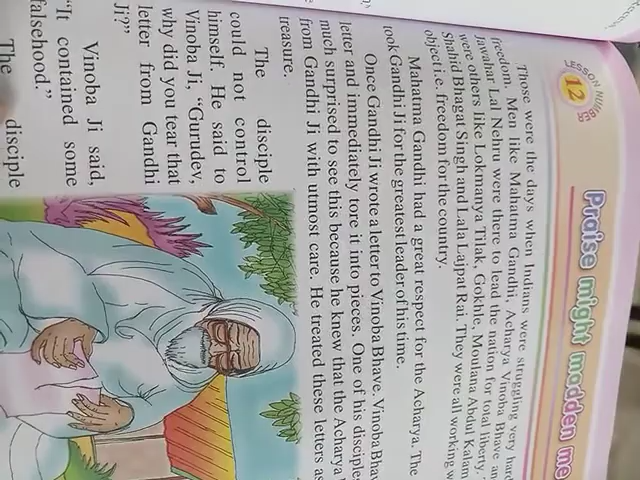 LESSON NUMBER
12
Praise might madden me
Those were the days when Indians were struggling very hard
freedom. Men like Mahatma Gandhi, Acharya Vinoba Bhave an
Jawahar Lal Nehru were there to lead the nation for total liberty.
were others like Lokmanya Tilak, Gokhle, Moulana Abdul Kalam
Shahid Bhagat Singh and Lala Lajpat Rai. They were all working w
object i.e. freedom for the country.
Mahatma Gandhi had a great respect for the Acharya. The
took Gandhi Ji for the greatest leader of his time.
Once Gandhi Ji wrote a letter to Vinoba Bhave. Vinoba Bhav
letter and immediately tore it into pieces. One of his disciples
much surprised to see this because he knew that the Acharya
from Gandhi Ji with utmost care. He treated these letters as
treasure.
The disciple
could not control
himself. He said to
Vinoba Ji, “Gurudev,
why did you tear that
letter from Gandhi
Ji?”
Vinoba Ji said,
“It contained some
falsehood.”
The disciple